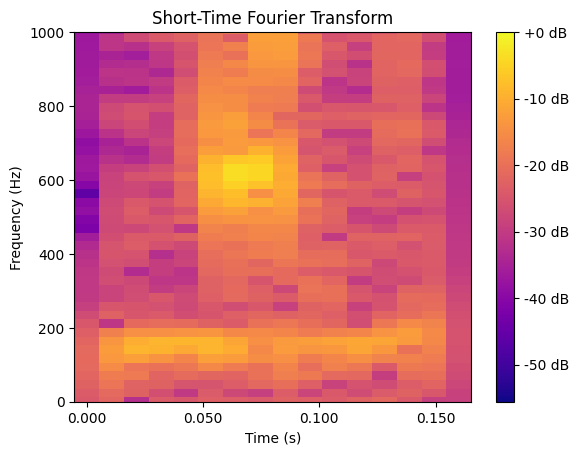 Short-Time Fourier Transform
1000
800
600
400
200
0
Frequency (Hz)
0.000
0.050
0.100
0.150
Time (s)
+0 dB
-10 dB
-20 dB
-30 dB
-40 dB
-50 dB